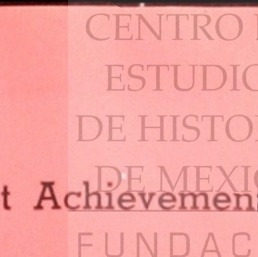 CENTRO
ESTUDIO
DE HISTO
DE MEXIC
t Achievemen
FUNDAC